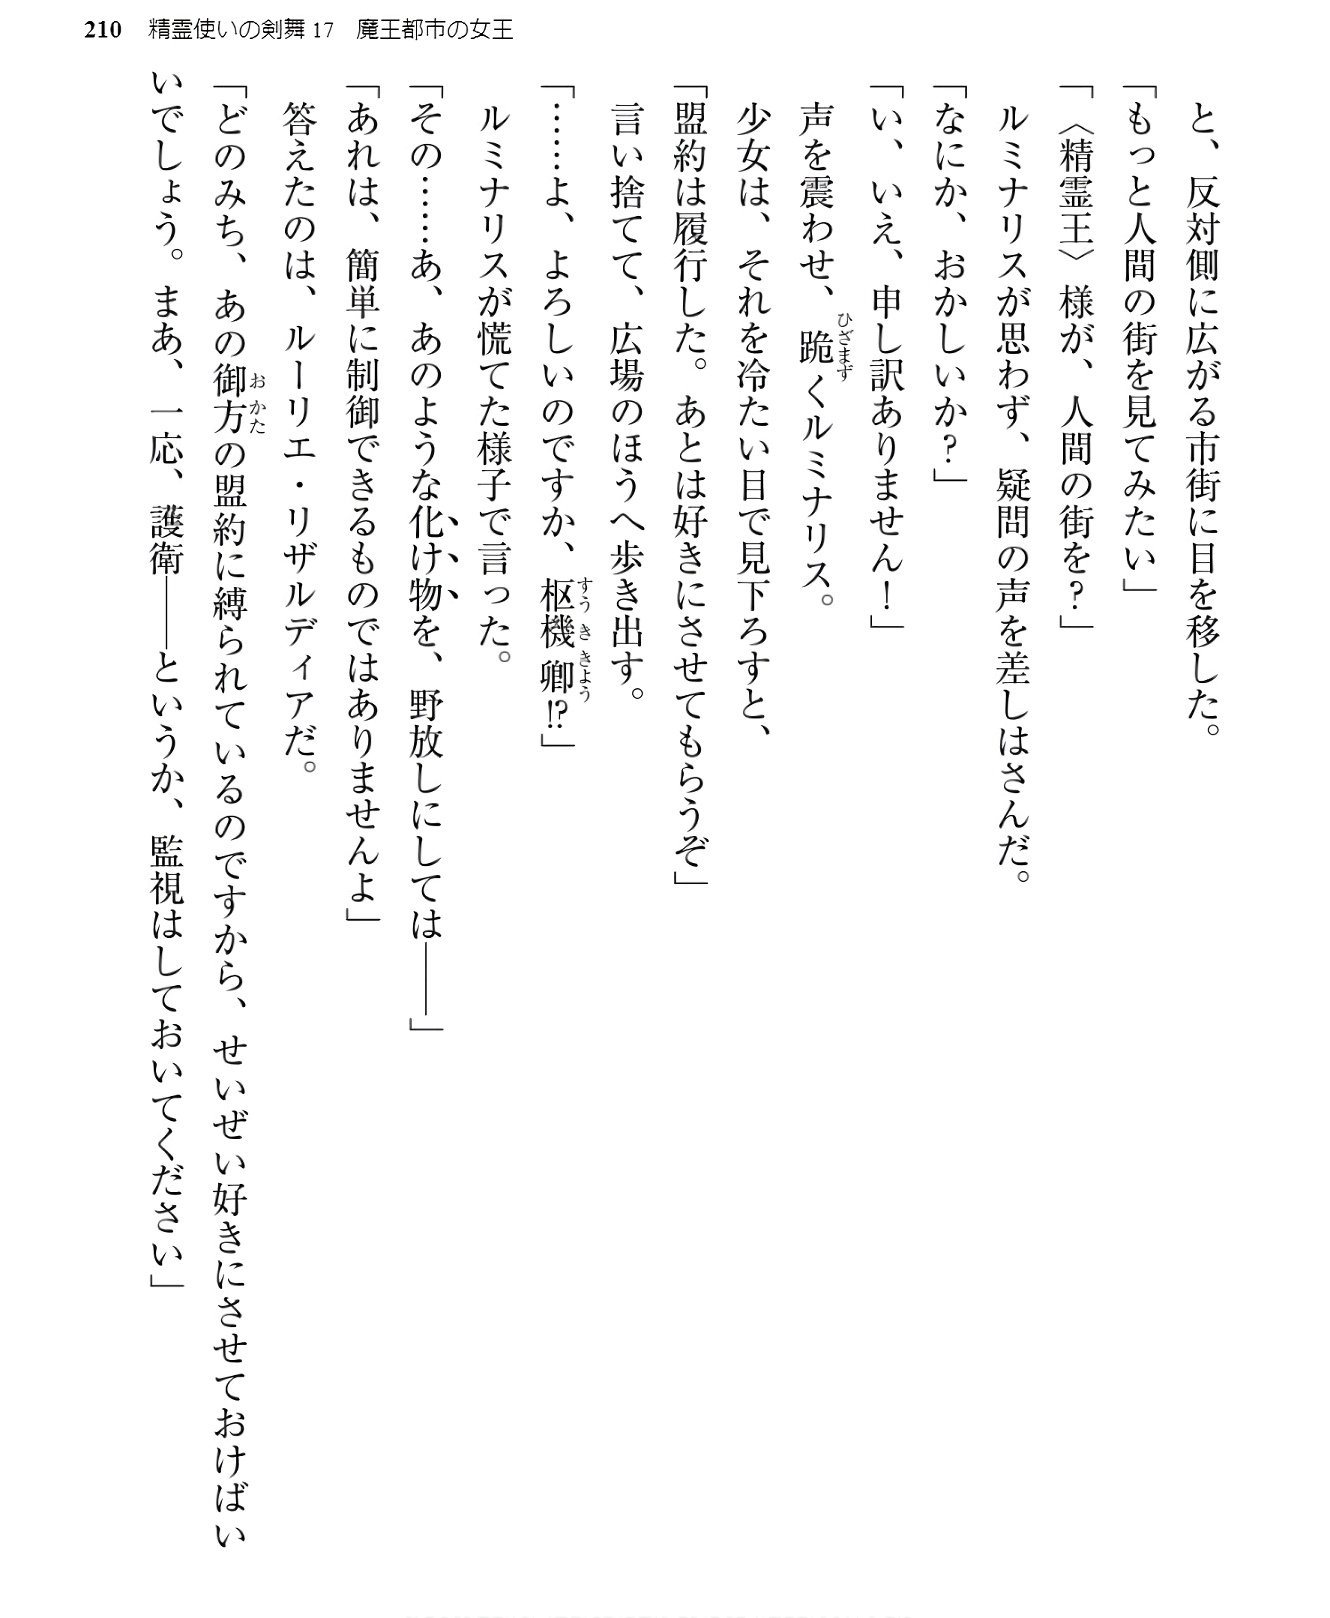 210　精霊使いの剣舞17　魔王都市の女王
　と、反対側に広がる市街に目を移した。
「もっと人間の街を見てみたい」
「〈精霊王〉様が、人間の街を？」
　ルミナリスが思わず、疑問の声を差しはさんだ。
「なにか、おかしいか？」
「い、いえ、申し訳ありません！」
　声を震わせ、跪くルミナリス。
ひざまず
　少女は、それを冷たい目で見下ろすと、
「盟約は履行した。あとは好きにさせてもらうぞ」
　言い捨てて、広場のほうへ歩き出す。
「……よ、よろしいのですか、枢機卿⁉」
すうききよう
　ルミナリスが慌てた様子で言った。
「その……あ、あのような化け物を、野放しにしては――」
「あれは、簡単に制御できるものではありませんよ」
　答えたのは、ルーリエ・リザルディアだ。
「どのみち、あの御方の盟約に縛られているのですから、せいぜい好きにさせておけばい
おかた
いでしょう。まあ、一応、護衛――というか、監視はしておいてください」